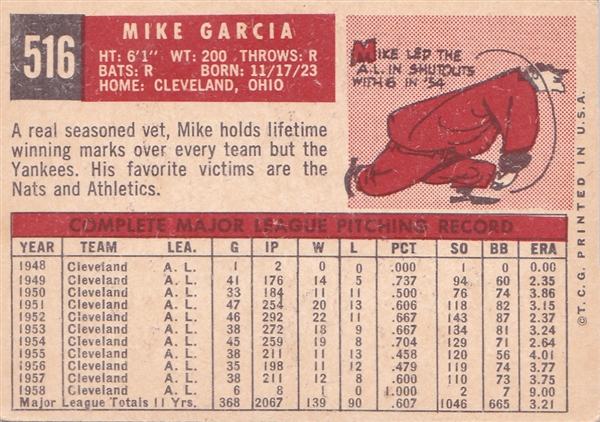 516
MIKE GARCIA
HT: 6'1" WT: 200 THROWS: R
BATS: R BORN: 11/17/23
HOME: CLEVELAND, OHIO
MIKE LED THE
A.L. IN SHUTOUTS
WITH 6 IN '54
A real seasoned vet, Mike holds lifetime
winning marks over every team but the
Yankees. His favorite victims are the
Nats and Athletics.
COMPLETE MAJOR LEAGUE PITCHING RECORD
YEAR TEAM LEA. G IP W L PCT SO BB ERA
1948 Cleveland A. L. 1 2 0 0 .000 1 0 0.00
1949 Cleveland A. L. 41 176 14 5 .737 94 60 2.35
1950 Cleveland A. L. 33 184 11 11 .500 76 74 3.86
1951 Cleveland A. L. 47 254 20 13 .606 118 82 3.15
1952 Cleveland A. L. 46 292 22 11 .667 143 87 2.37
1953 Cleveland A. L. 38 272 18 9 .667 134 81 3.24
1954 Cleveland A. L. 45 259 19 8 .704 129 71 2.64
1955 Cleveland A. L. 38 211 11 13 .458 120 56 4.01
1956 Cleveland A. L. 35 198 11 12 .479 119 74 3.77
1957 Cleveland A. L. 38 211 12 8 .600 110 73 3.75
1958 Cleveland A. L. 6 8 1 0 1.000 2 7 9.00
Major League Totals 11 Yrs. 368 2067 139 90 .607 1046 665 3.21
©T.C.G. PRINTED IN U.S.A.